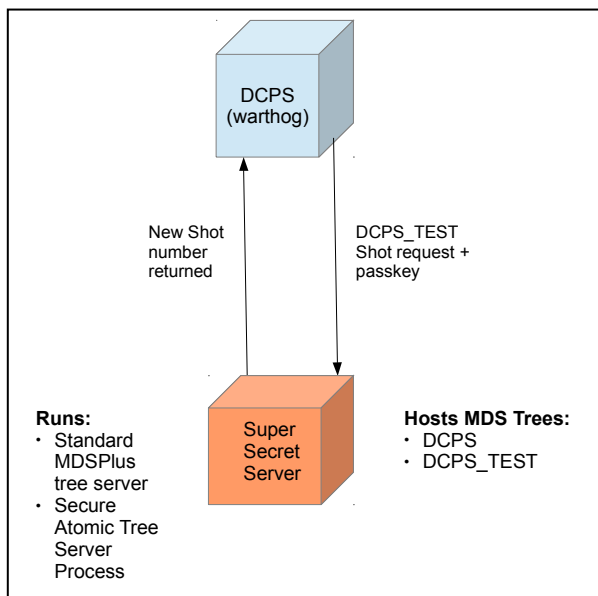 DCPS
(warthog)
New Shot
number
returned
DCPS_TEST
Shot request +
passkey
Runs:
• Standard
MDSPlus
tree server
• Secure
Atomic Tree
Server
Process
Super
Secret
Server
Hosts MDS Trees:
• DCPS
• DCPS_TEST